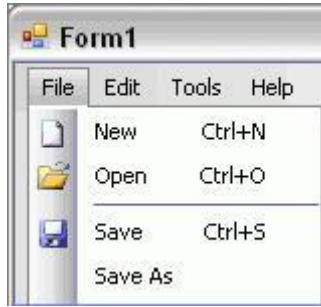 Form1
File Edit Tools Help
New Ctrl+N
Open Ctrl+O
Save Ctrl+S
Save As